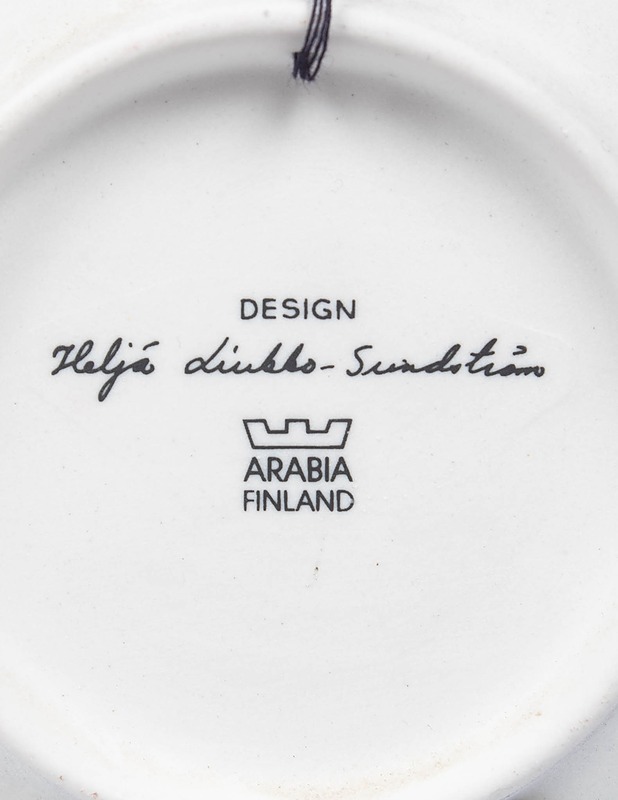 DESIGN
Heljä Liukko-Sundström
ARABIA
FINLAND